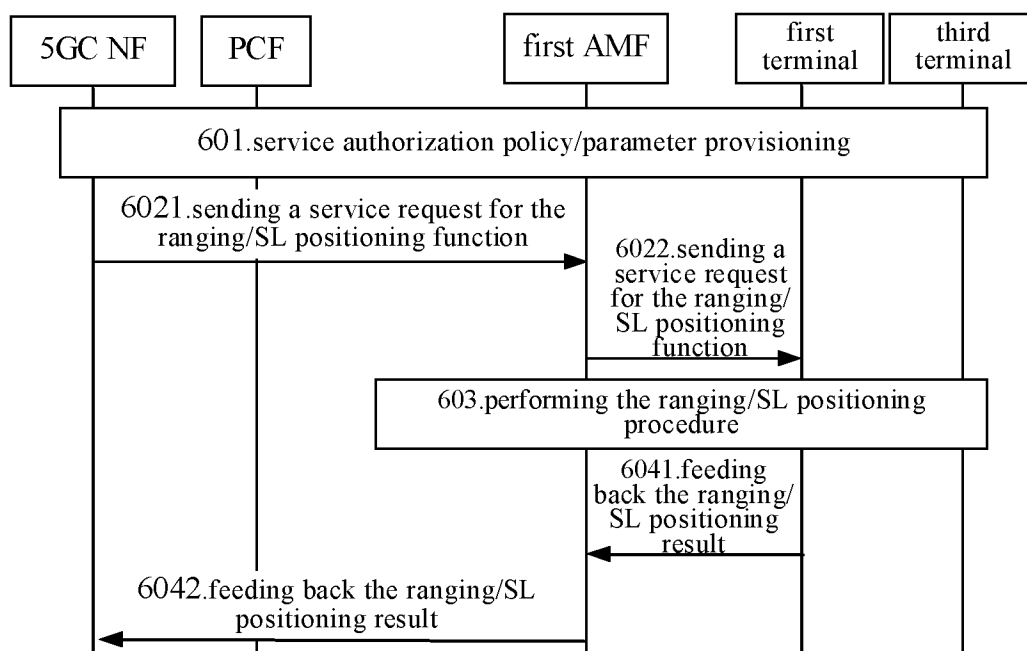 5GC NF
PCF
first AMF
first
terminal
third
terminal
601.service authorization policy/parameter provisioning
6021.sending a service request for the
ranging/SL positioning function
6022.sending a
service request
for the ranging/
SL positioning
function
603.performing the ranging/SL positioning
procedure
6041.feeding
back the ranging/
SL positioning
result
6042.feeding back the ranging/SL
positioning result